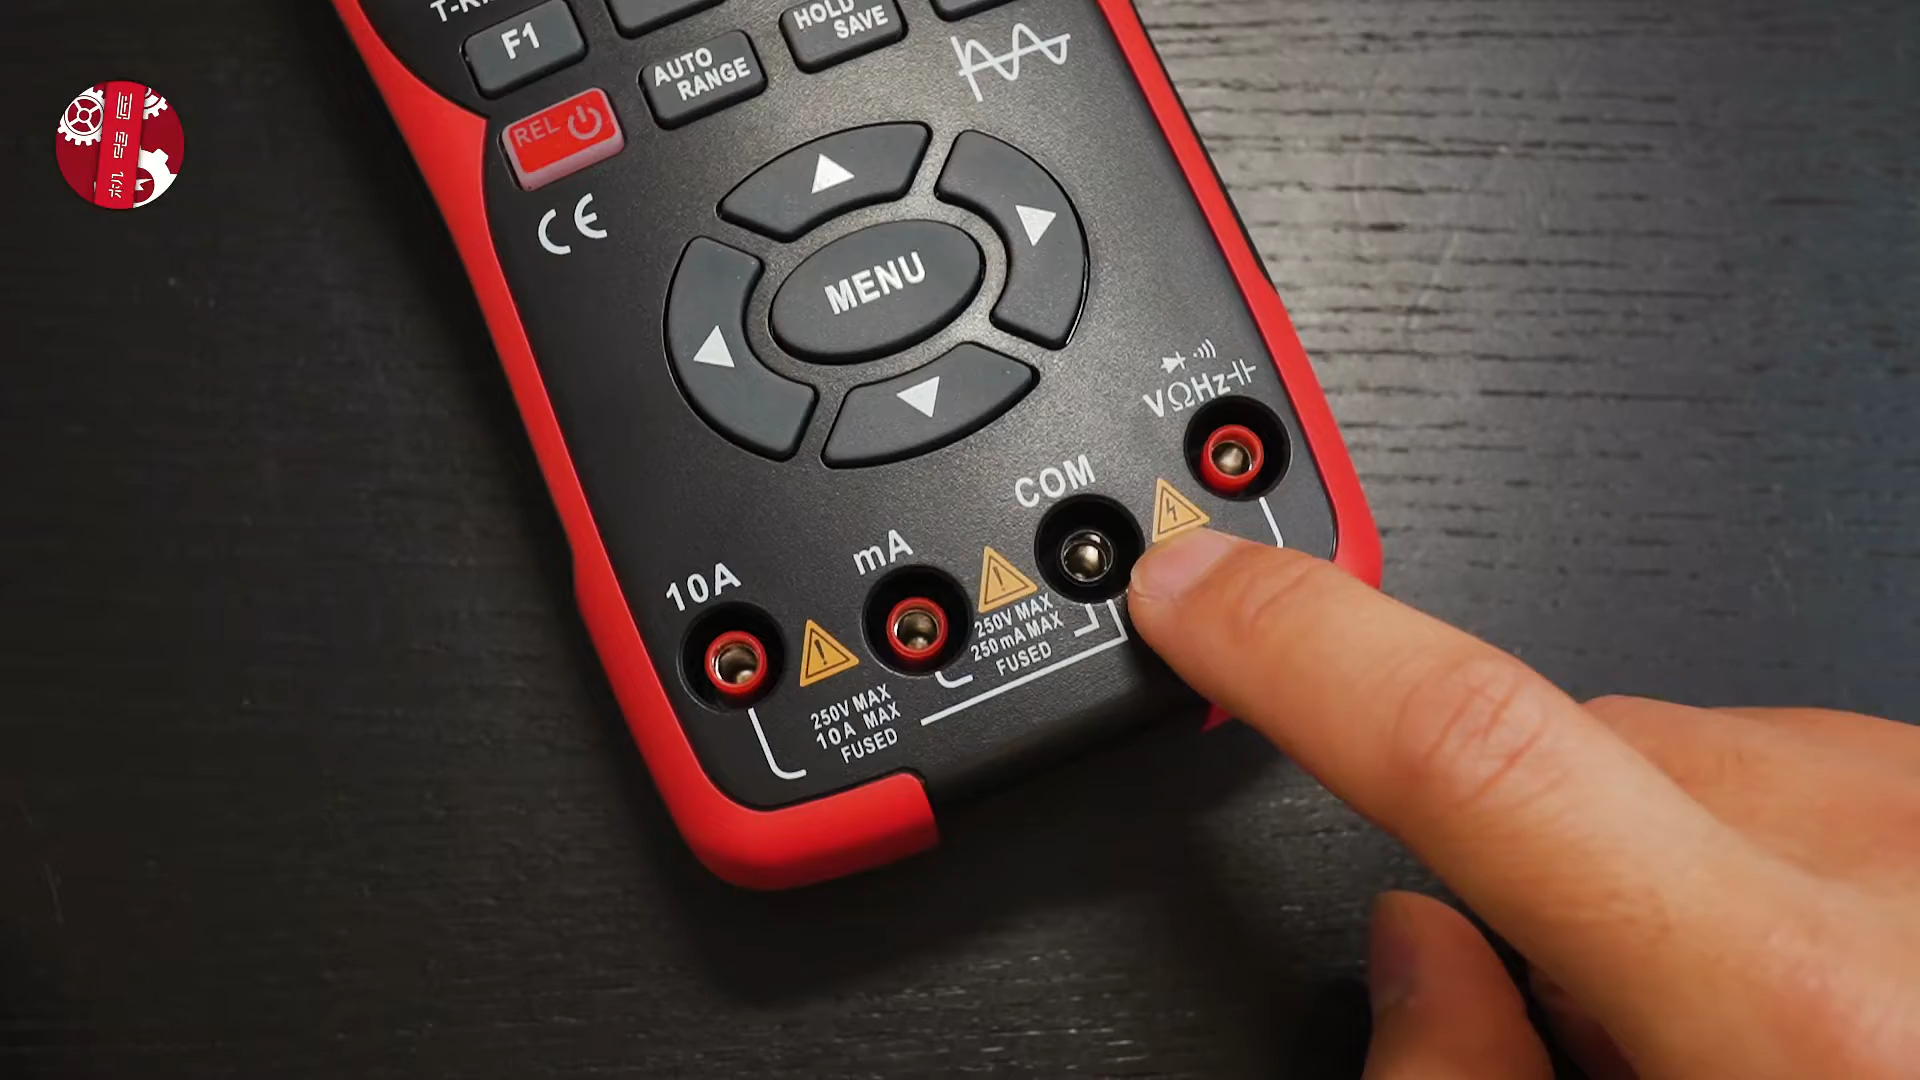 F1
HOLD
SAVE
AUTO
RANGE
REL
CE
MENU
VΩHz
COM
mA
10A
250V MAX
250mA MAX
FUSED
250V MAX
10A MAX
FUSED